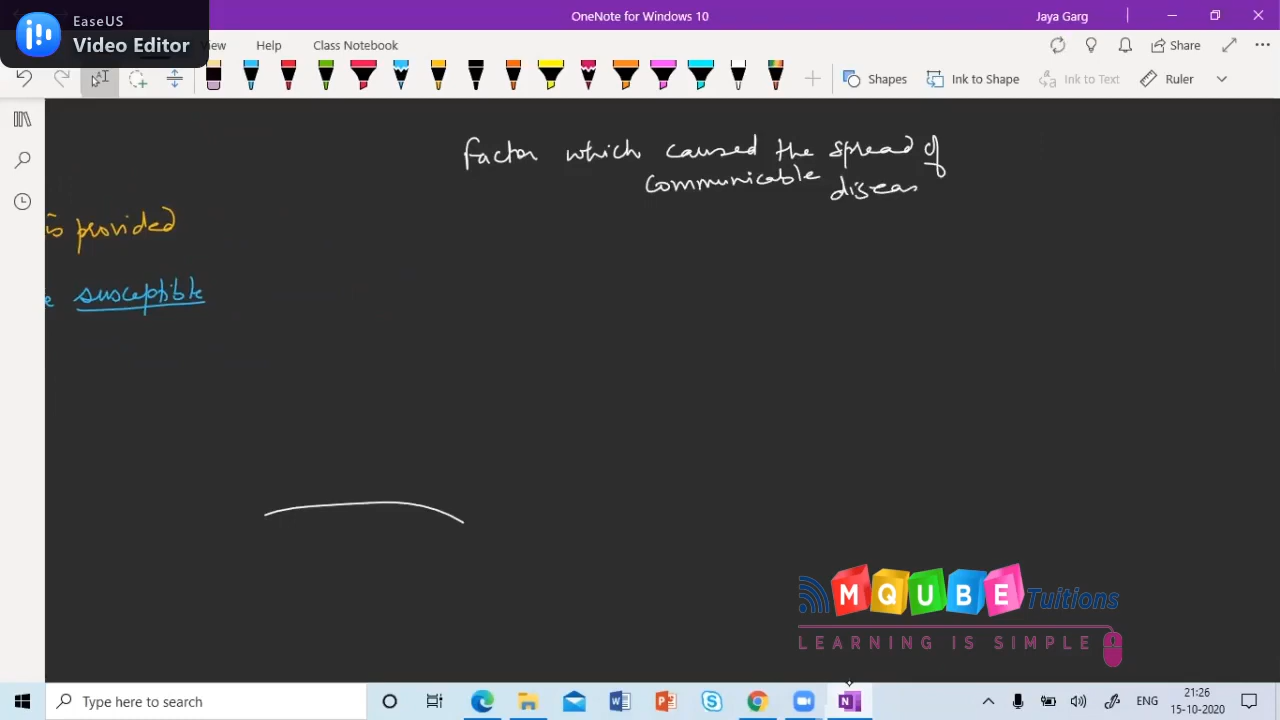 EaseUS
Video Editor
OneNote for Windows 10
Jaya Garg
View
Help
Class Notebook
Share
Shapes
Ink to Shape
Ink to Text
Ruler
factor which caused the spread of
communicable diseas
is provided
susceptible
MQUBE Tuitions
LEARNING IS SIMPLE
Type here to search
ENG
21:26
15-10-2020